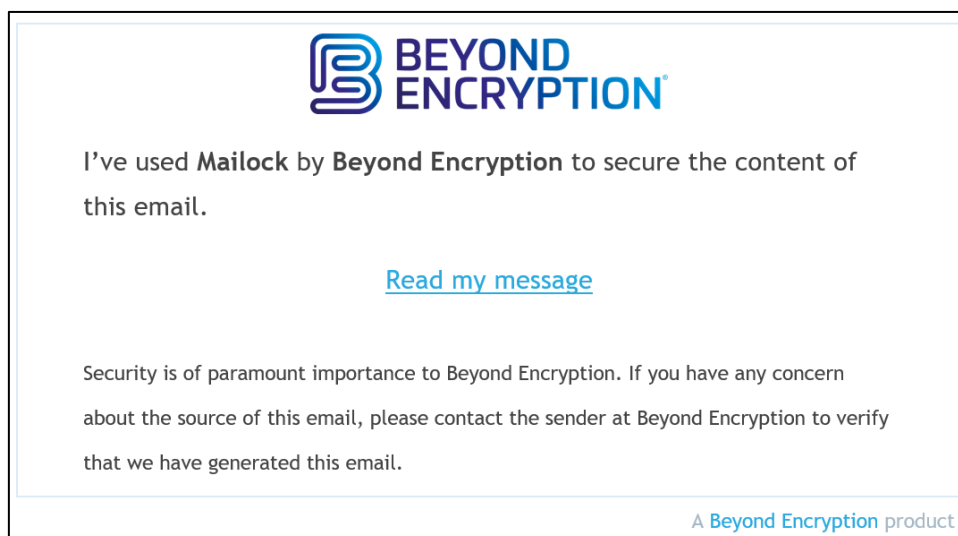 BEYOND
ENCRYPTION®
I’ve used Mailock by Beyond Encryption to secure the content of
this email.
Read my message
Security is of paramount importance to Beyond Encryption. If you have any concern
about the source of this email, please contact the sender at Beyond Encryption to verify
that we have generated this email.
A Beyond Encryption product